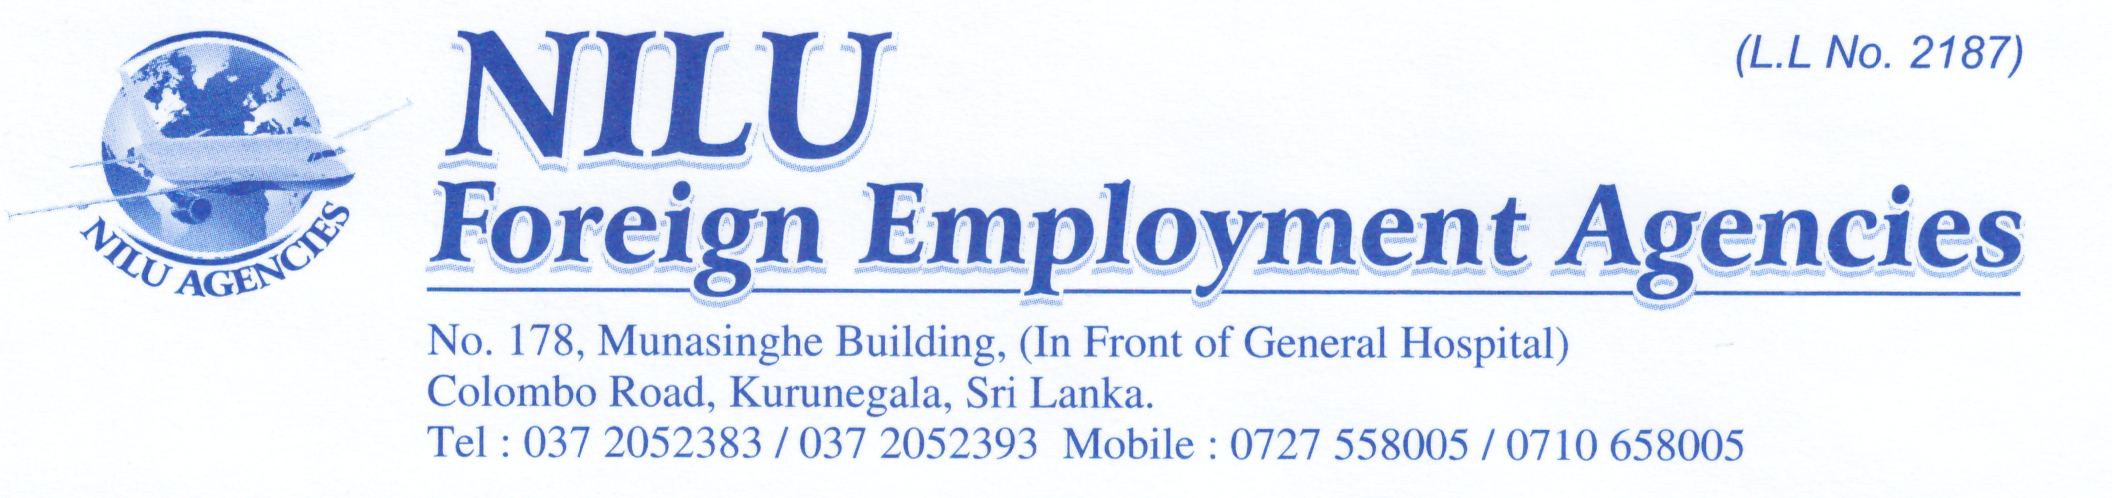 NILU AGENCIES
NILU
(L.L No. 2187)
Foreign Employment Agencies
No. 178, Munasinghe Building, (In Front of General Hospital)
Colombo Road, Kurunegala, Sri Lanka.
Tel : 037 2052383 / 037 2052393 Mobile : 0727 558005 / 0710 658005